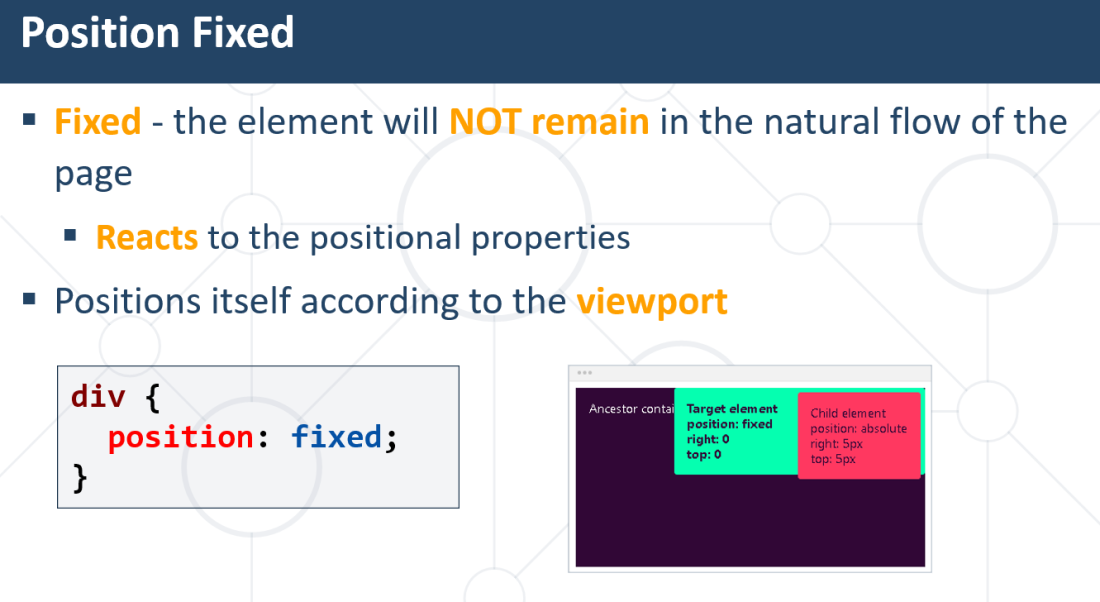 Position Fixed
▪ Fixed - the element will NOT remain in the natural flow of the
page
▪ Reacts to the positional properties
▪ Positions itself according to the viewport
div {
  position: fixed;
}
Ancestor contai
Target element
position: fixed
right: 0
top: 0
Child element
position: absolute
right: 5px
top: 5px